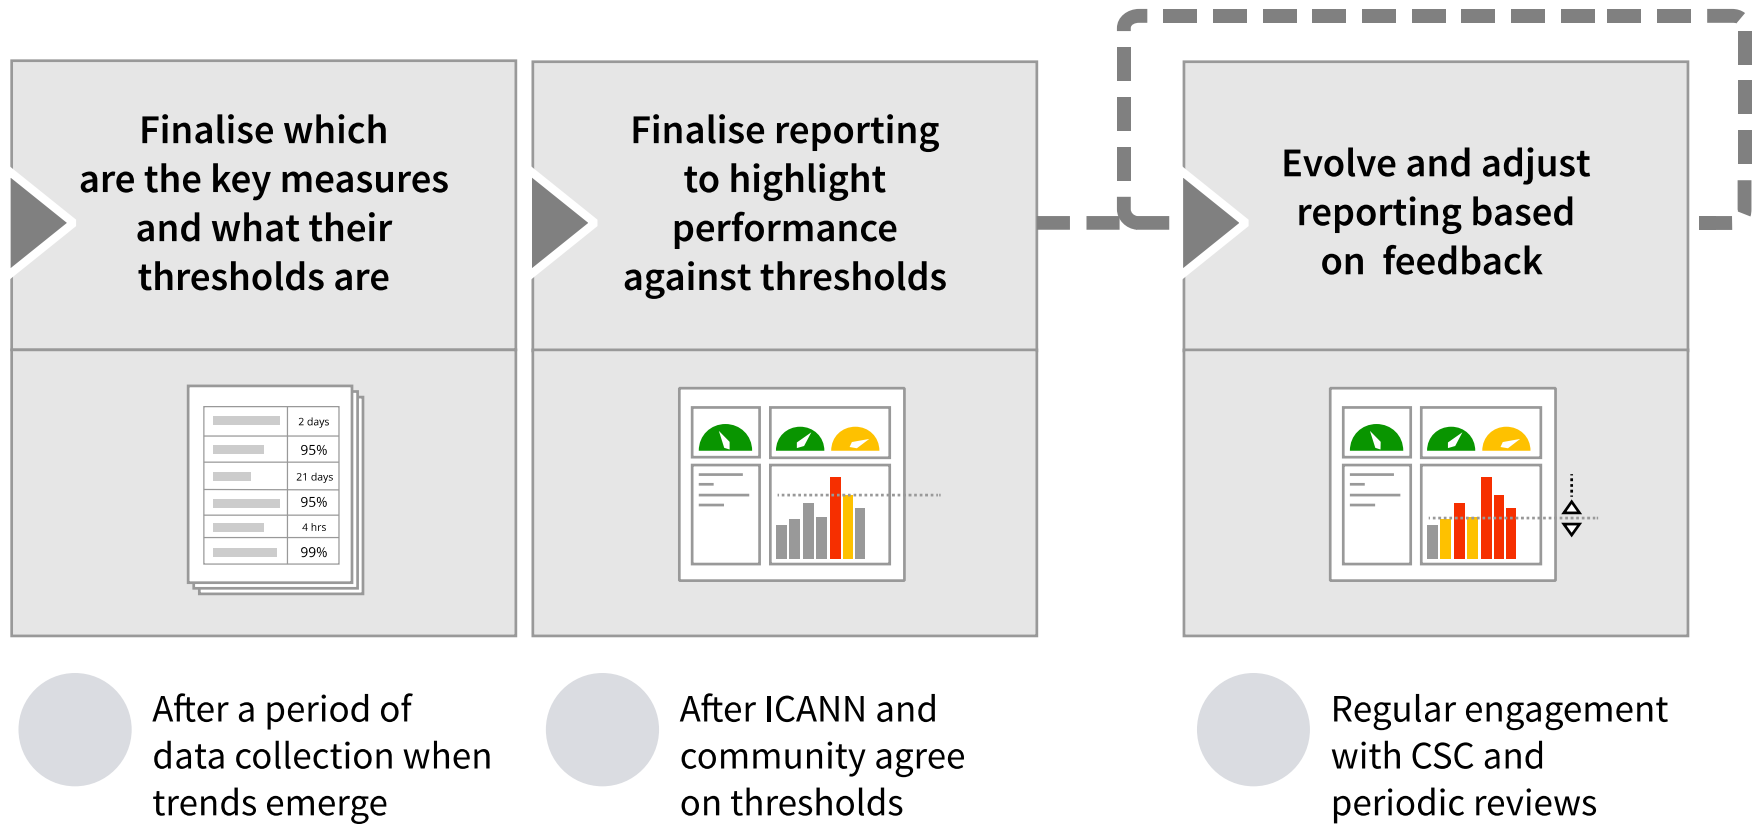 Finalise which
are the key measures
and what their
thresholds are
Finalise reporting
to highlight
performance
against thresholds
Evolve and adjust
reporting based
on feedback
2 days
95%
21 days
95%
4 hrs
99%
After a period of
data collection when
trends emerge
After ICANN and
community agree
on thresholds
Regular engagement
with CSC and
periodic reviews